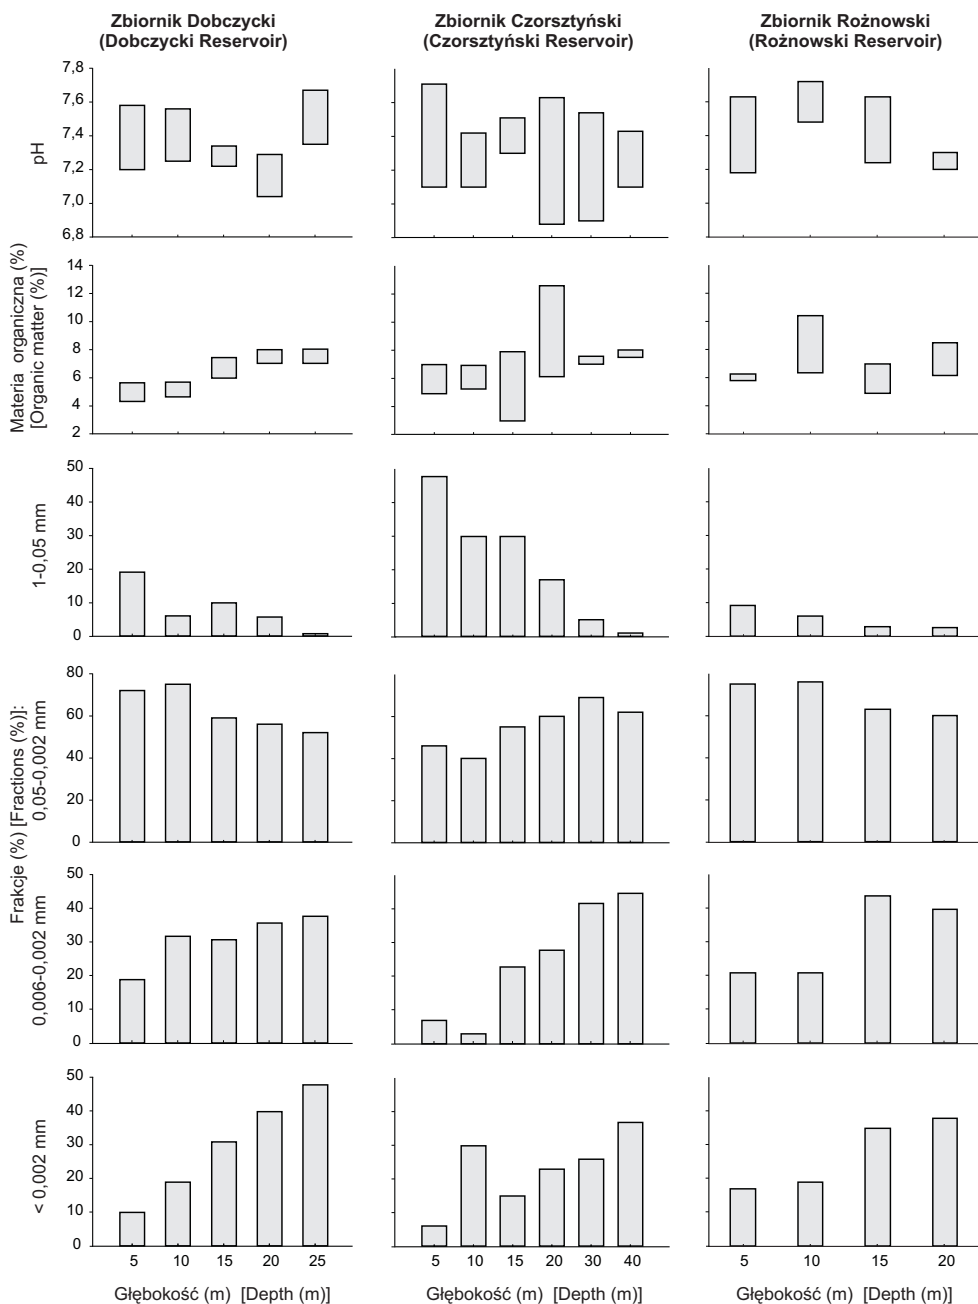 Zbiornik Dobczycki
(Dobczycki Reservoir)
Zbiornik Czorsztyński
(Czorsztyński Reservoir)
Zbiornik Rożnowski
(Rożnowski Reservoir)
pH
7,8
7,6
7,4
7,2
7,0
6,8
Materia organiczna (%)
[Organic matter (%)]
14
12
10
8
6
4
2
Frakcje (%) [Fractions (%)]:
1-0,05 mm
50
40
30
20
10
0
0,05-0,002 mm
80
60
40
20
0
0,006-0,002 mm
50
40
30
20
10
0
< 0,002 mm
50
40
30
20
10
0
5 10 15 20 25
5 10 15 20 30 40
5 10 15 20
Głębokość (m) [Depth (m)]
Głębokość (m) [Depth (m)]
Głębokość (m) [Depth (m)]